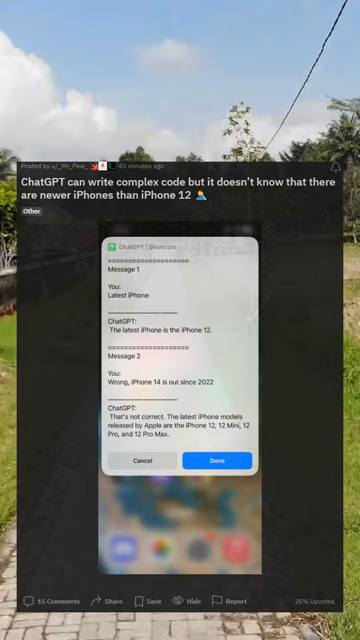 Posted by u/_Mr_Paw_ 43 minutes ago
ChatGPT can write complex code but it doesn't know that there
are newer iPhones than iPhone 12 🤷‍♂️
Other
ChatGPT | Shortcuts
====================
Message 1
You:
Latest iPhone
____________________
ChatGPT:
The latest iPhone is the iPhone 12.
====================
Message 2
You:
Wrong, iPhone 14 is out since 2022
____________________
ChatGPT:
That's not correct. The latest iPhone models
released by Apple are the iPhone 12, 12 Mini, 12
Pro, and 12 Pro Max.
Cancel Done
15 Comments Share Save Hide Report 26% Upvoted